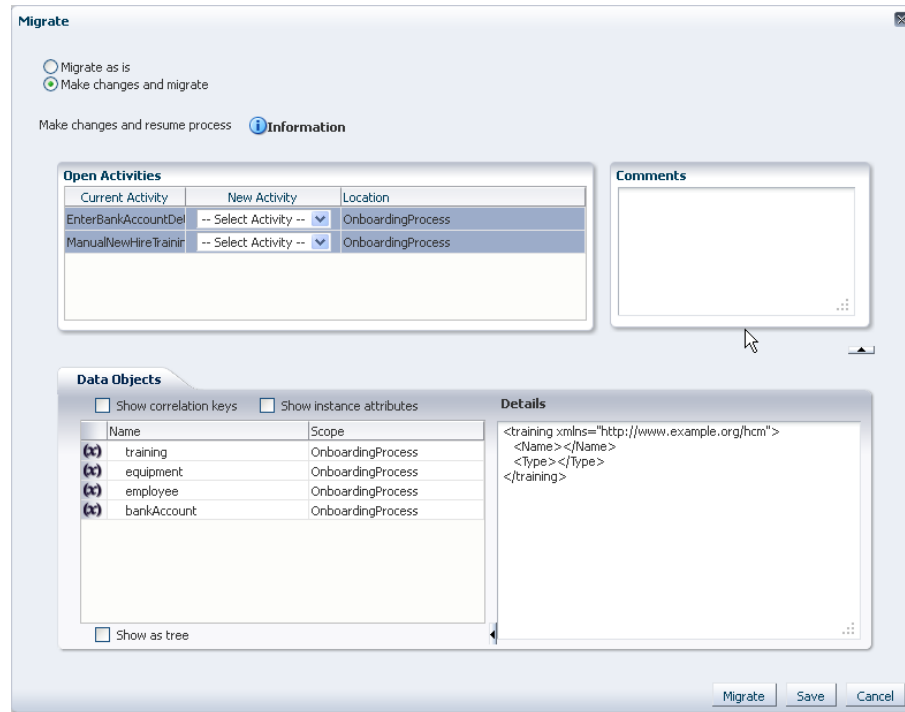 Migrate
Migrate as is
Make changes and migrate
Make changes and resume process Information
Open Activities
Current Activity New Activity Location
EnterBankAccountDel -- Select Activity -- OnboardingProcess
ManualNewHireTrainin -- Select Activity -- OnboardingProcess
Comments
Data Objects
Show correlation keys Show instance attributes
Name Scope
(x) training OnboardingProcess
(x) equipment OnboardingProcess
(x) employee OnboardingProcess
(x) bankAccount OnboardingProcess
Show as tree
Details
<training xmlns="http://www.example.org/hcm">
<Name></Name>
<Type></Type>
</training>
Migrate Save Cancel